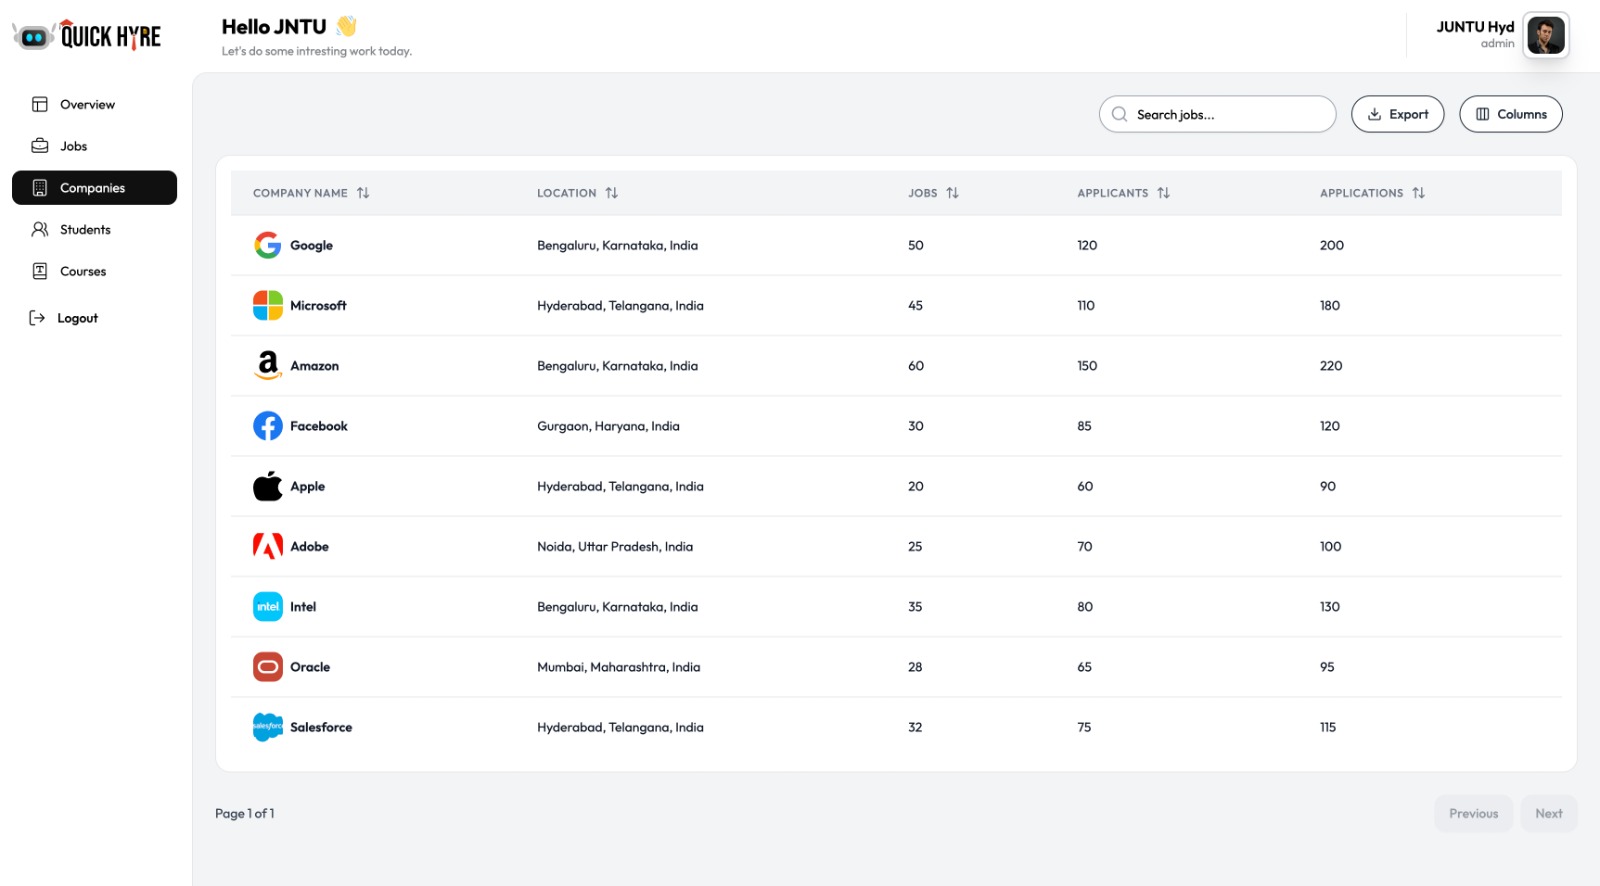 QUICK HYRE
Hello JNTU 👋
Let's do some intresting work today.
JUNTU Hyd
admin
Overview
Jobs
Companies
Students
Courses
Logout
Search jobs...
Export
Columns
COMPANY NAME LOCATION JOBS APPLICANTS APPLICATIONS
Google Bengaluru, Karnataka, India 50 120 200
Microsoft Hyderabad, Telangana, India 45 110 180
a Amazon Bengaluru, Karnataka, India 60 150 220
Facebook Gurgaon, Haryana, India 30 85 120
Apple Hyderabad, Telangana, India 20 60 90
Adobe Noida, Uttar Pradesh, India 25 70 100
intel Intel Bengaluru, Karnataka, India 35 80 130
Oracle Mumbai, Maharashtra, India 28 65 95
salesforce Salesforce Hyderabad, Telangana, India 32 75 115
Page 1 of 1
Previous
Next